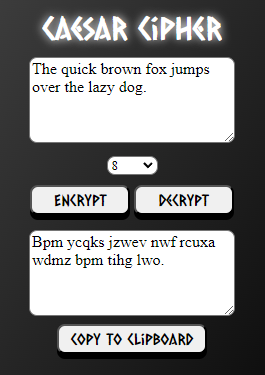 CAESAR CIPHER
The quick brown fox jumps
over the lazy dog.
8
ENCRYPT DECRYPT
Bpm ycqks jzwev nwf rcuxa
wdmz bpm tihg lwo.
COPY TO CLIPBOARD